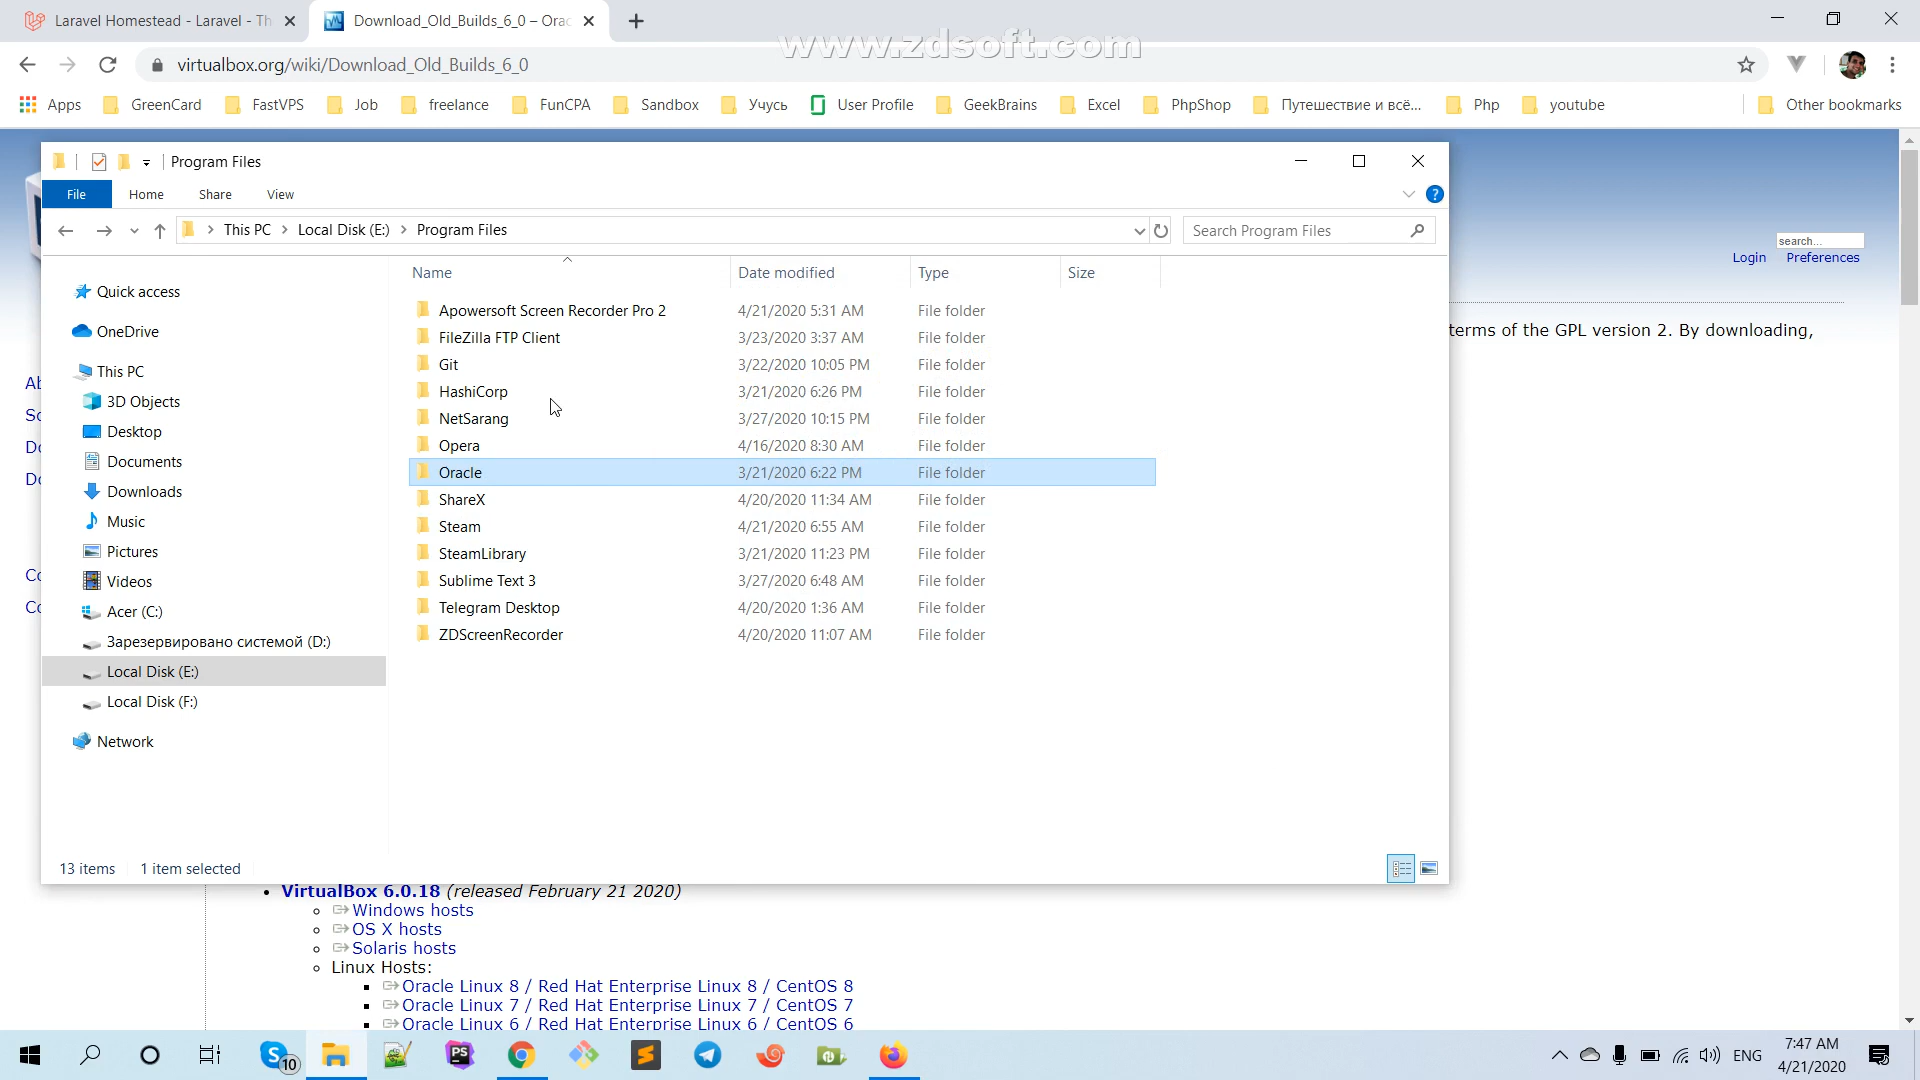 Laravel Homestead - Laravel - Th
Download_Old_Builds_6_0 – Orac
www.zdsoft.com
virtualbox.org/wiki/Download_Old_Builds_6_0
Apps GreenCard FastVPS Job freelance FunCPA Sandbox Учусь User Profile GeekBrains Excel PhpShop Путешествие и всё... Php youtube Other bookmarks
Program Files
File Home Share View
This PC Local Disk (E:) Program Files
Search Program Files
search...
Login Preferences
Name Date modified Type Size
Quick access
OneDrive
This PC
3D Objects
Desktop
Documents
Downloads
Music
Pictures
Videos
Acer (C:)
Зарезервировано системой (D:)
Local Disk (E:)
Local Disk (F:)
Network
Apowersoft Screen Recorder Pro 2 4/21/2020 5:31 AM File folder
FileZilla FTP Client 3/23/2020 3:37 AM File folder
Git 3/22/2020 10:05 PM File folder
HashiCorp 3/21/2020 6:26 PM File folder
NetSarang 3/27/2020 10:15 PM File folder
Opera 4/16/2020 8:30 AM File folder
Oracle 3/21/2020 6:22 PM File folder
ShareX 4/20/2020 11:34 AM File folder
Steam 4/21/2020 6:55 AM File folder
SteamLibrary 3/21/2020 11:23 PM File folder
Sublime Text 3 3/27/2020 6:48 AM File folder
Telegram Desktop 4/20/2020 1:36 AM File folder
ZDScreenRecorder 4/20/2020 11:07 AM File folder
terms of the GPL version 2. By downloading,
13 items 1 item selected
VirtualBox 6.0.18 (released February 21 2020)
Windows hosts
OS X hosts
Solaris hosts
Linux Hosts:
Oracle Linux 8 / Red Hat Enterprise Linux 8 / CentOS 8
Oracle Linux 7 / Red Hat Enterprise Linux 7 / CentOS 7
Oracle Linux 6 / Red Hat Enterprise Linux 6 / CentOS 6
10
PS
ENG
7:47 AM
4/21/2020